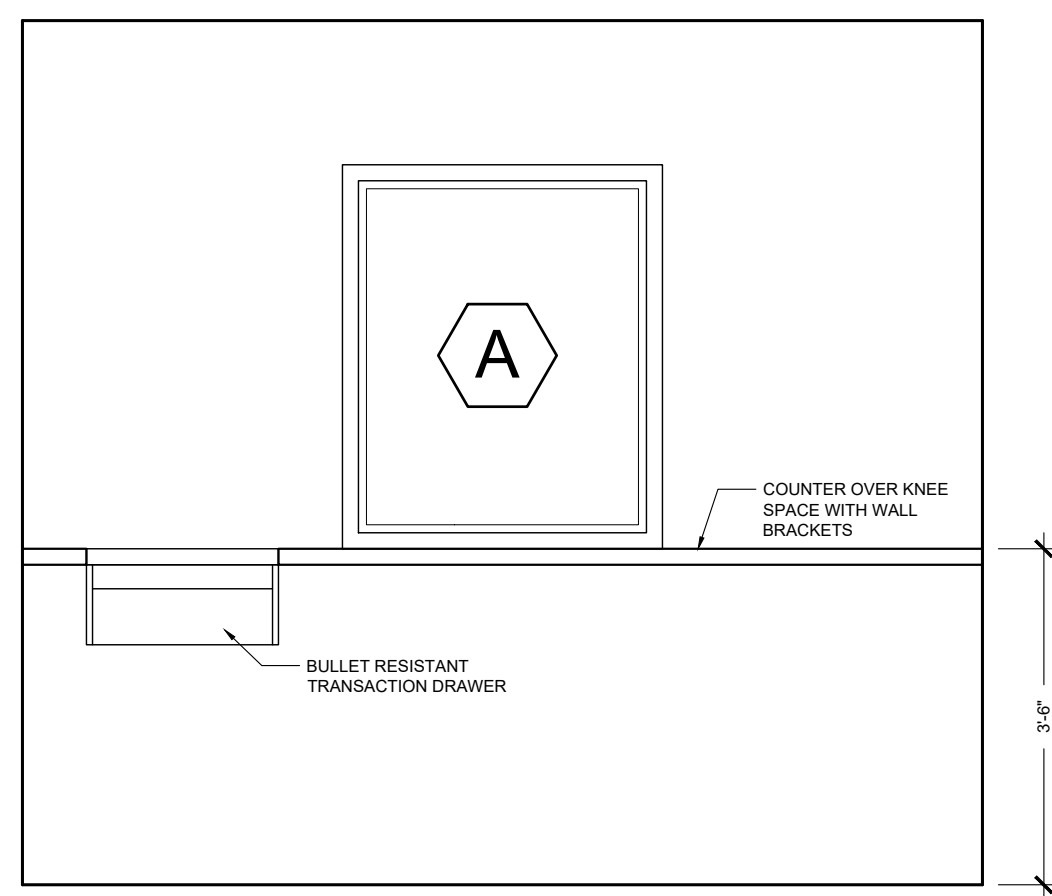 A
COUNTER OVER KNEE
SPACE WITH WALL
BRACKETS
BULLET RESISTANT
TRANSACTION DRAWER
3'-6"